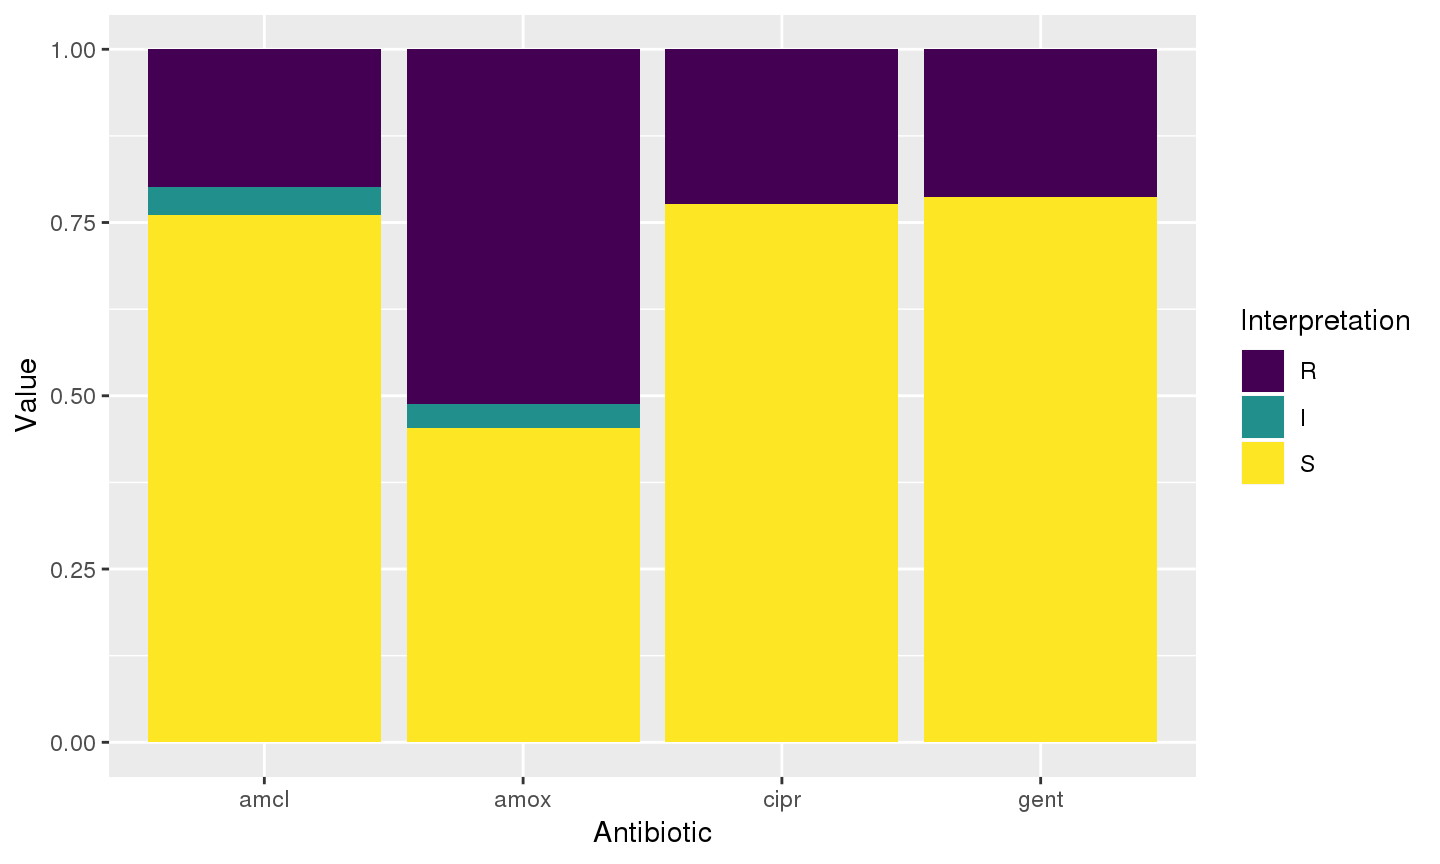 1.00
0.75
0.50
0.25
0.00
Value
amcl amox cipr gent
Antibiotic
Interpretation
R
I
S